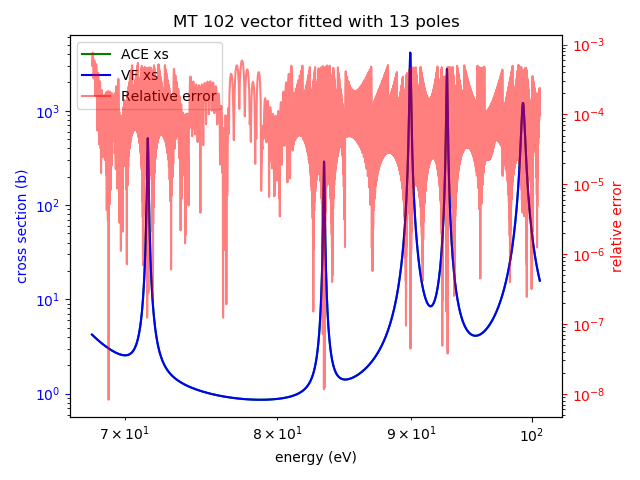 MT 102 vector fitted with 13 poles
ACE xs
VF xs
Relative error
cross section (b)
10³
10²
10¹
10⁰
relative error
10⁻³
10⁻⁴
10⁻⁵
10⁻⁶
10⁻⁷
10⁻⁸
7 × 10¹
8 × 10¹
9 × 10¹
10²
energy (eV)